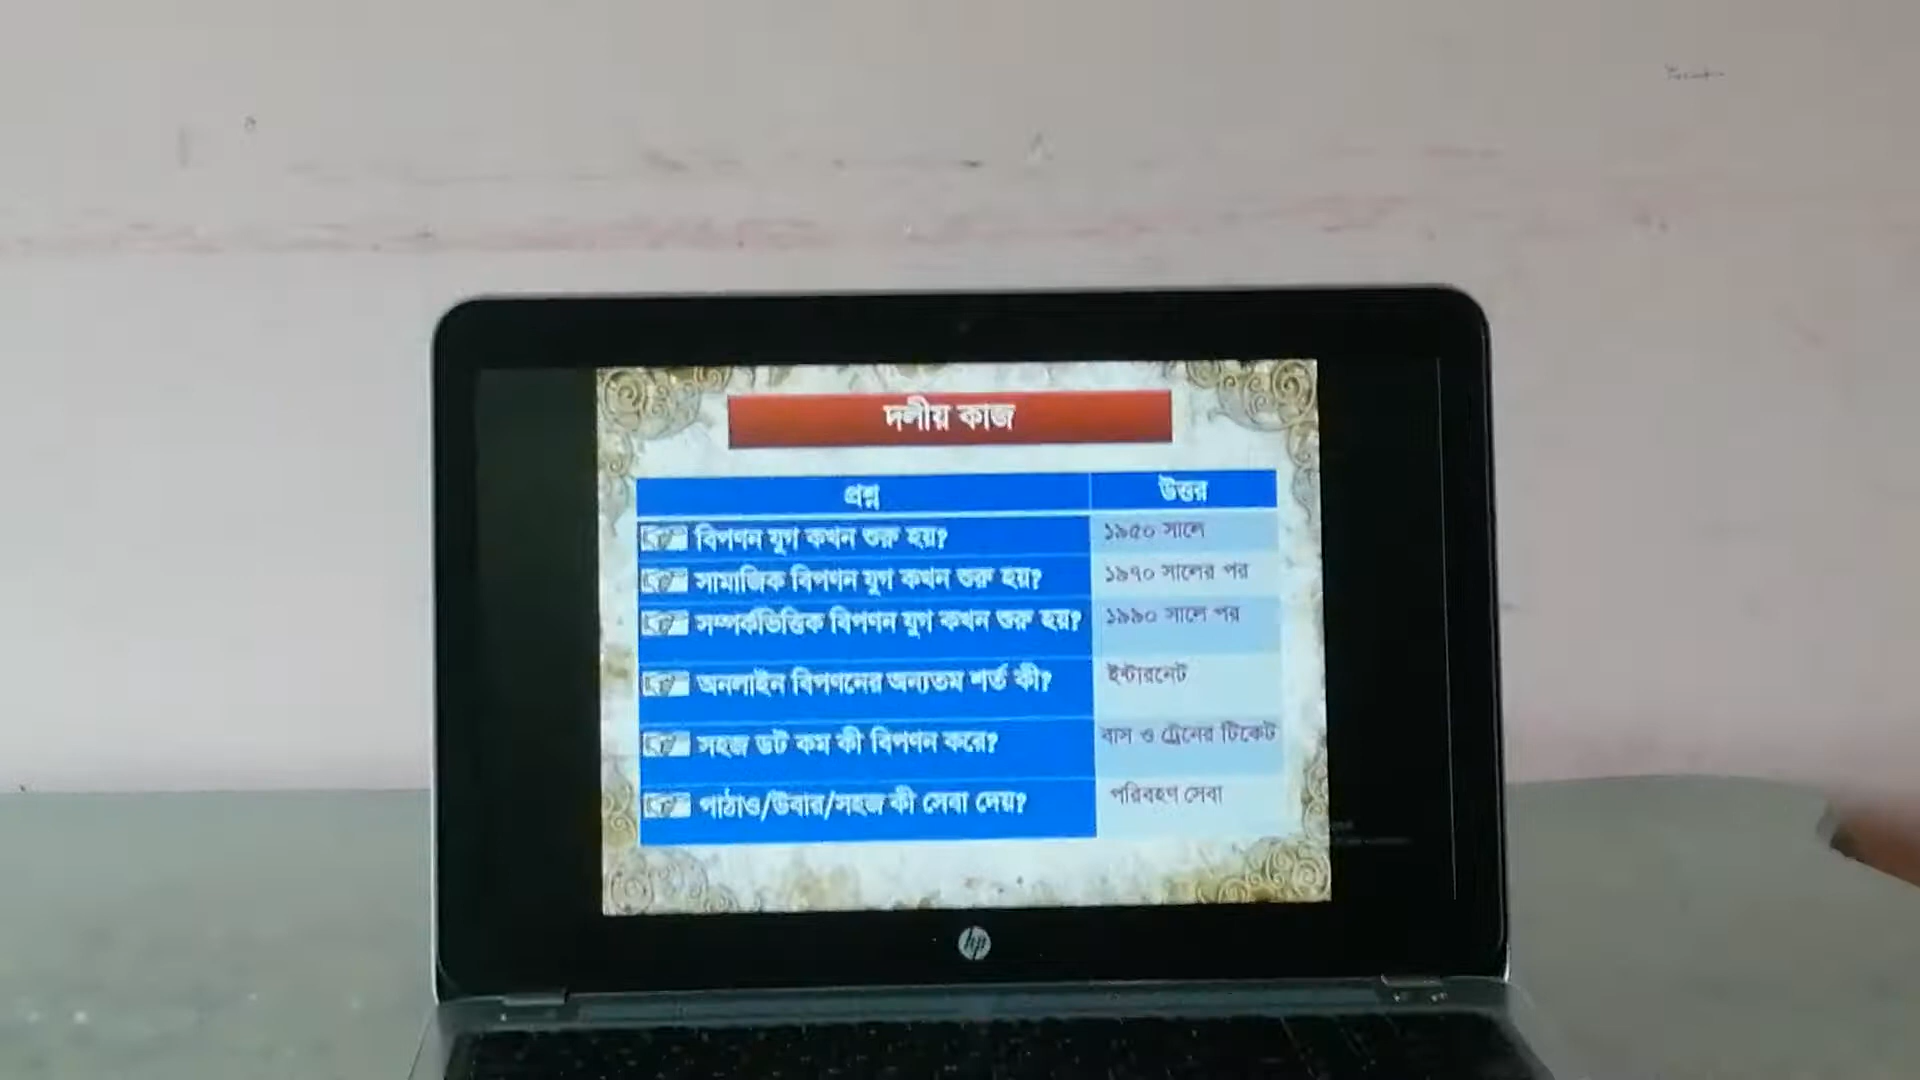 দলীয় কাজ
প্রশ্ন উত্তর
বিপণন যুগ কখন শুরু হয়? ১৯৫০ সালে
সামাজিক বিপণন যুগ কখন শুরু হয়? ১৯৭০ সালের পর
সম্পর্কভিত্তিক বিপণন যুগ কখন শুরু হয়? ১৯৯০ সালে পর
অনলাইন বিপণনের অন্যতম শর্ত কী? ইন্টারনেট
সহজ ডট কম কী বিপণন করে? বাস ও ট্রেনের টিকেট
পাঠাও/উবার/সহজ কী সেবা দেয়? পরিবহণ সেবা
hp